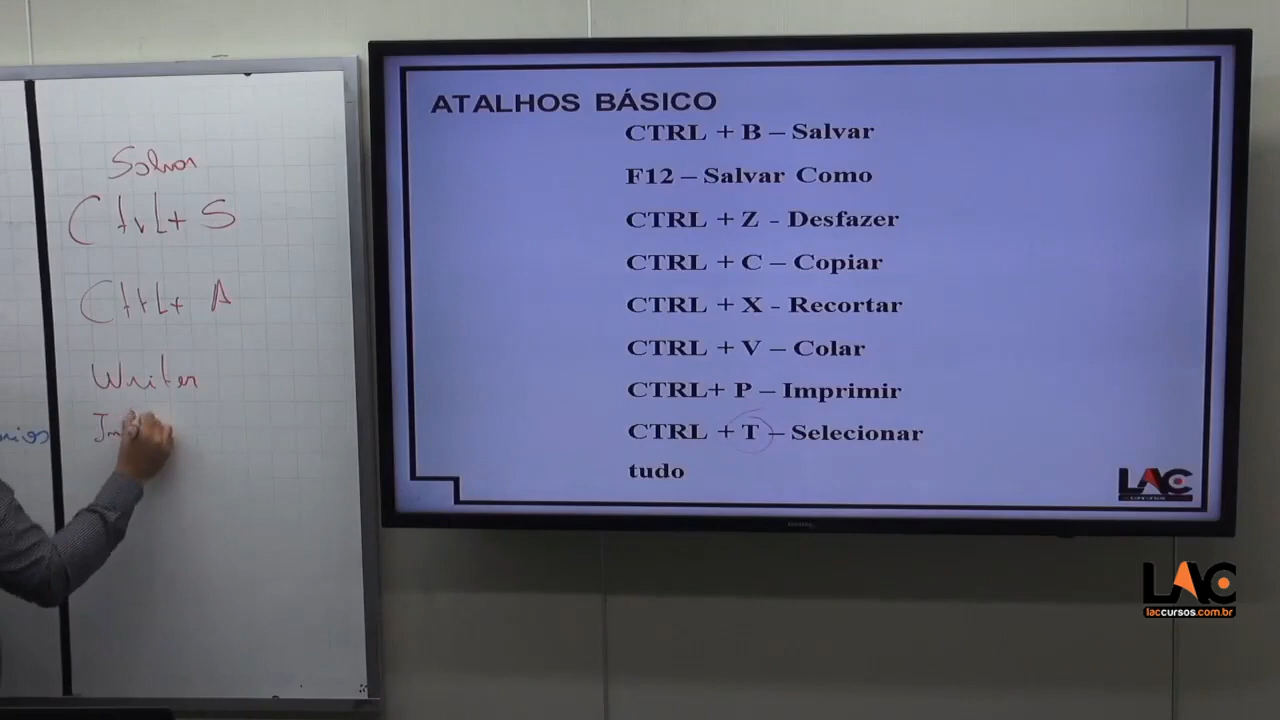 Salvar
Ctrl+ S
Ctrl+ A
Writer
ATALHOS BÁSICO
CTRL + B – Salvar
F12 – Salvar Como
CTRL + Z - Desfazer
CTRL + C – Copiar
CTRL + X - Recortar
CTRL + V – Colar
CTRL+ P – Imprimir
CTRL + T – Selecionar
tudo
LAC
LAC
laccursos.com.br